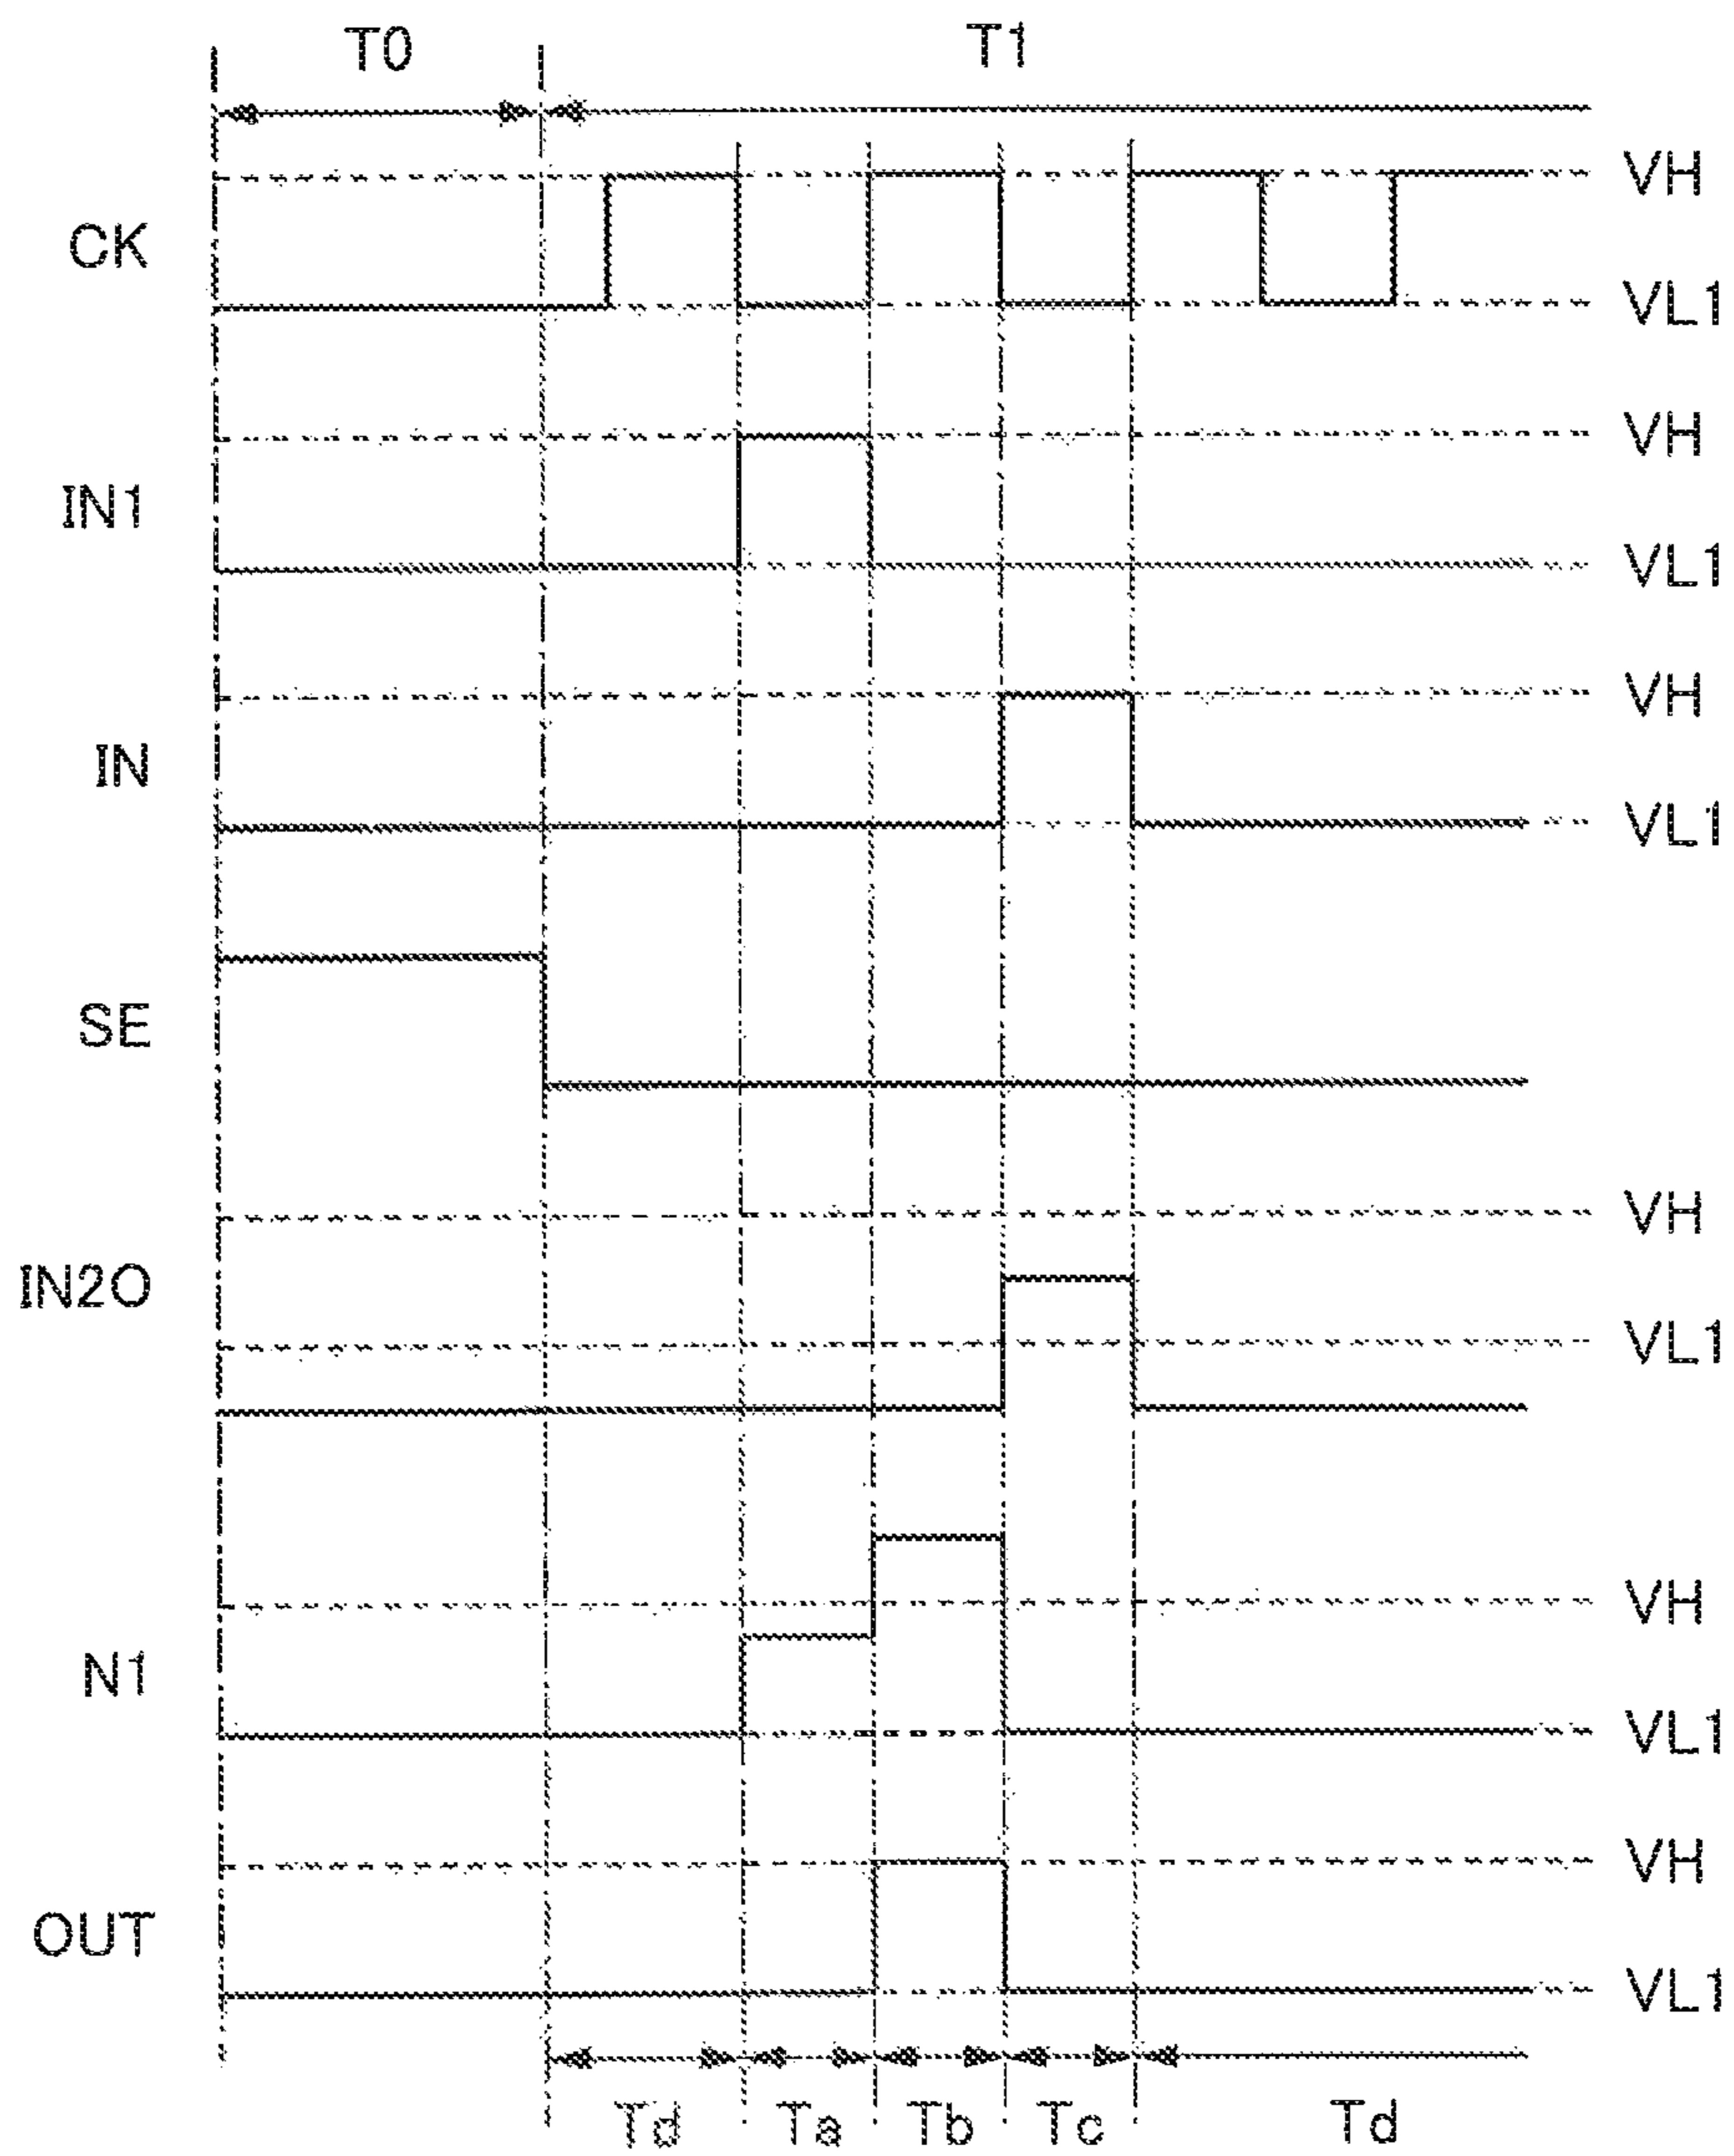 T0 T1
VH
CK
VL1
VH
IN1
VL1
VH
IN
VL1
SE
VH
IN2O
VL1
VH
N1
VL1
VH
OUT
VL1
Td Ta Tb Tc Td